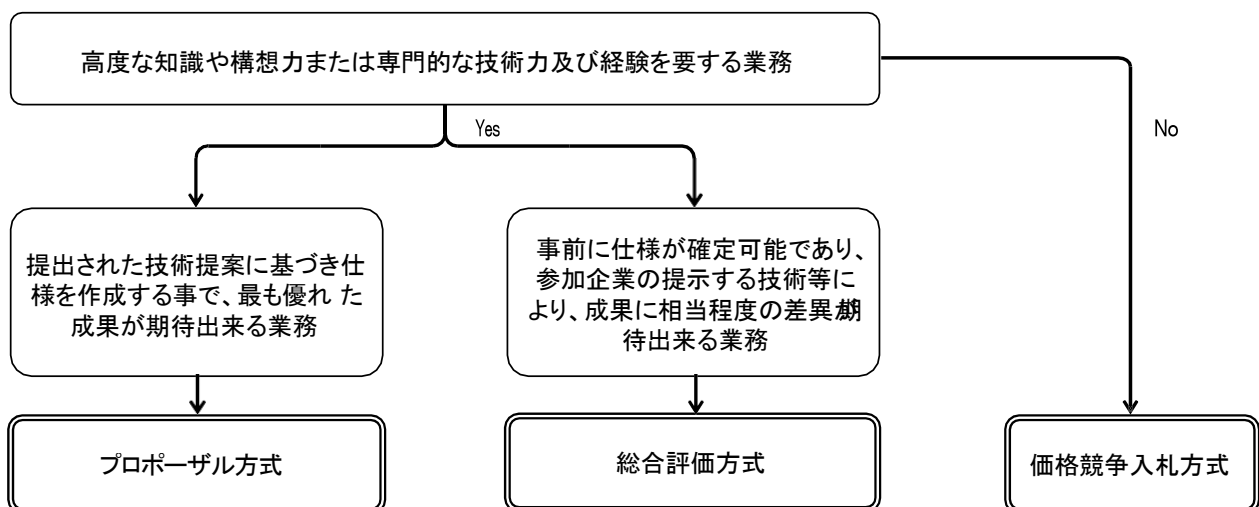 高度な知識や構想力または専門的な技術力及び経験を要する業務
Yes
No
提出された技術提案に基づき仕
様を作成する事で、最も優れ た
成果が期待出来る業務
事前に仕様が確定可能であり、
参加企業の提示する技術等に
より、成果に相当程度の差異が期
待出来る業務
プロポーザル方式
総合評価方式
価格競争入札方式